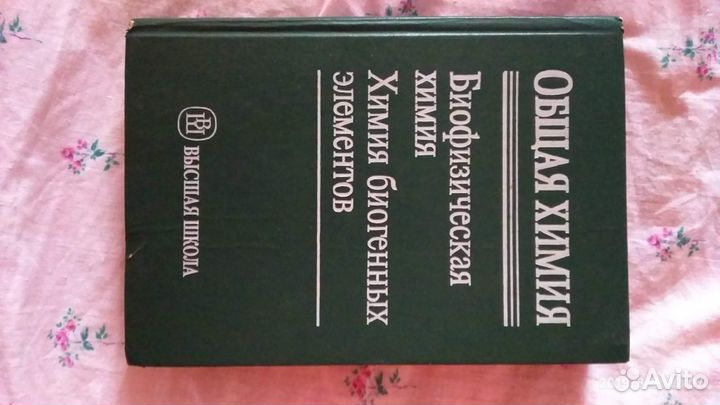 ОБЩАЯ ХИМИЯ
Биофизическая
химия
Химия биогенных
элементов
ВЫСШАЯ ШКОЛА
Avito